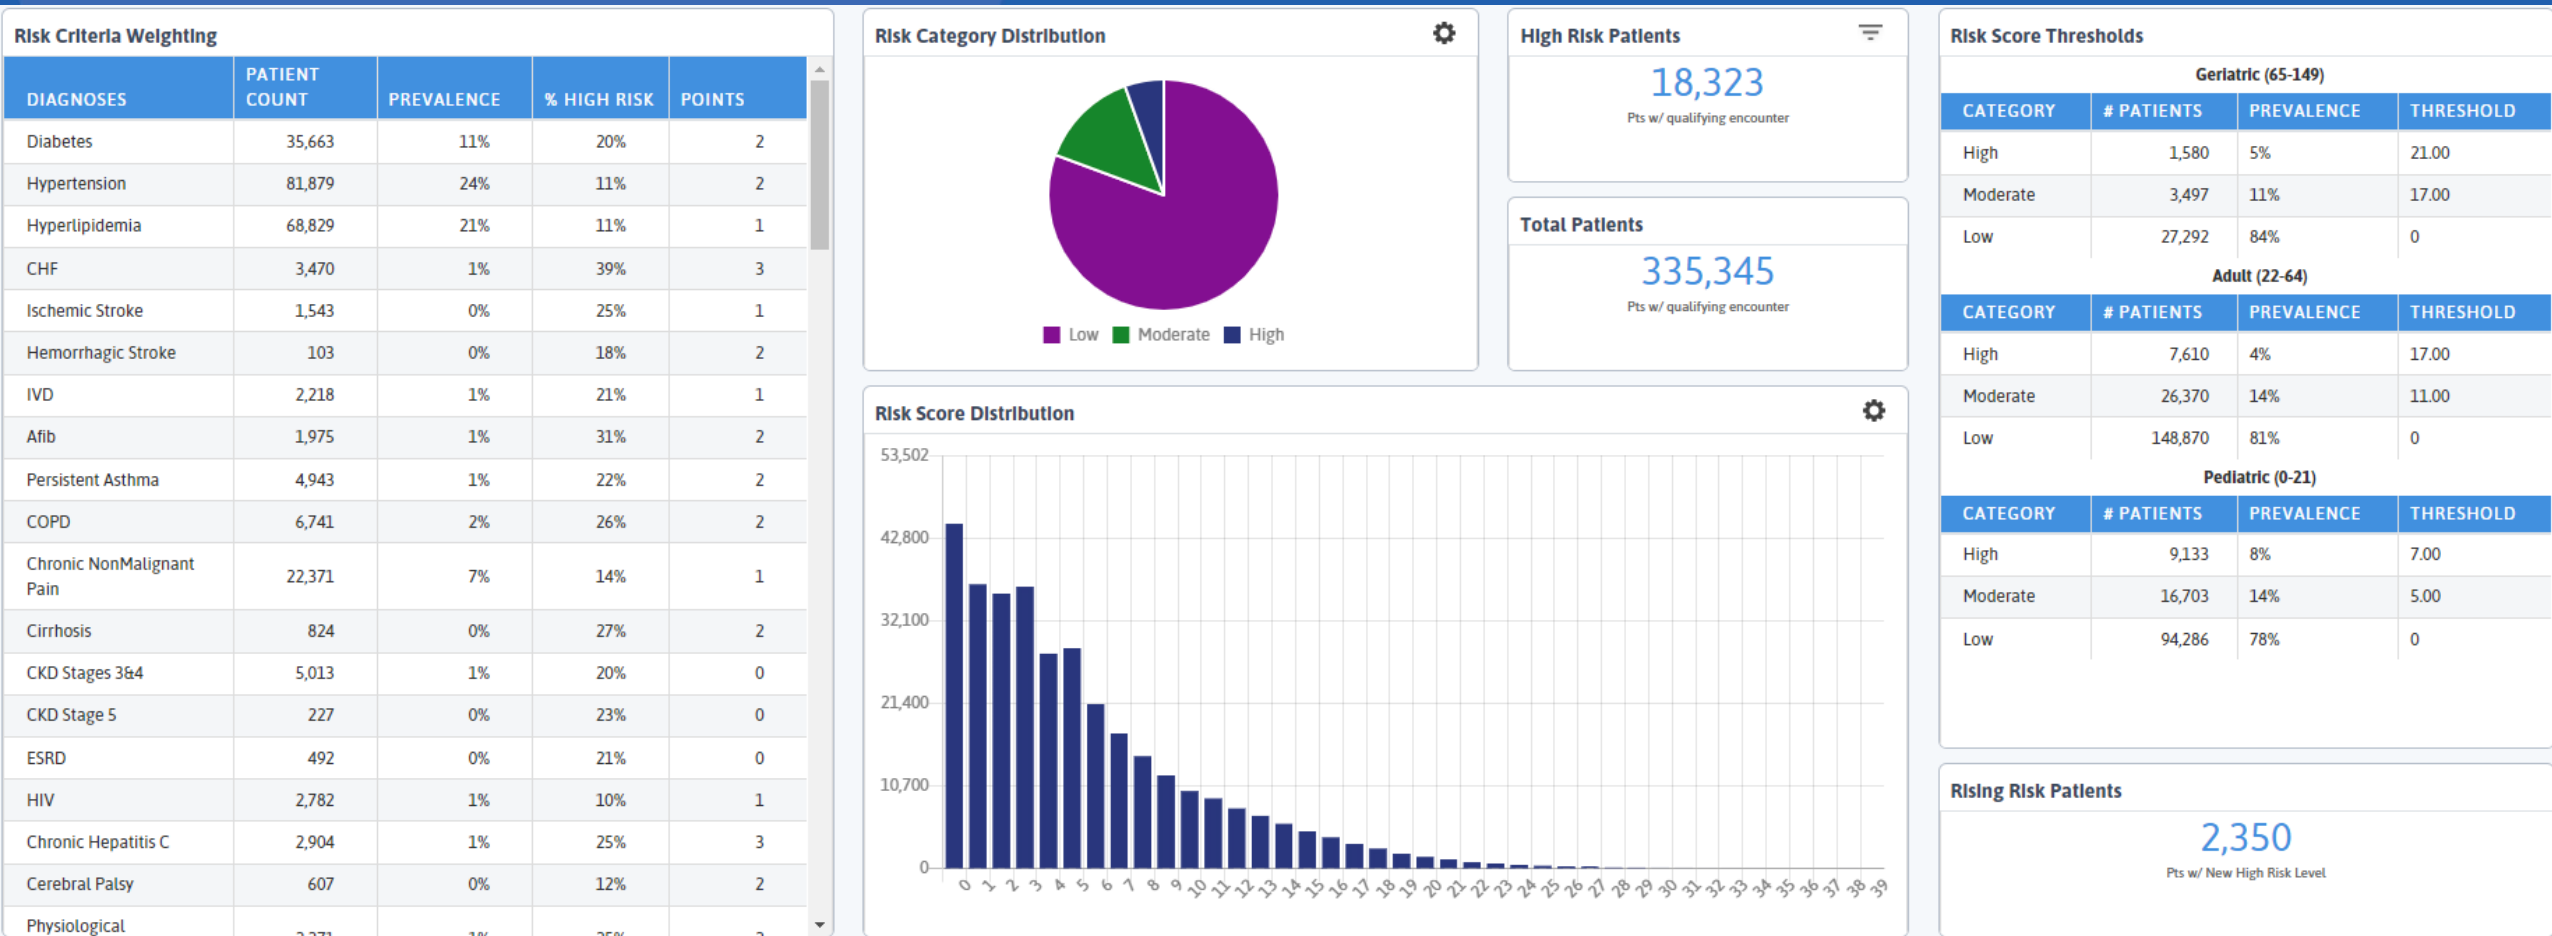 Risk Criteria Weighting
DIAGNOSES PATIENT COUNT PREVALENCE % HIGH RISK POINTS
Diabetes 35,663 11% 20% 2
Hypertension 81,879 24% 11% 2
Hyperlipidemia 68,829 21% 11% 1
CHF 3,470 1% 39% 3
Ischemic Stroke 1,543 0% 25% 1
Hemorrhagic Stroke 103 0% 18% 2
IVD 2,218 1% 21% 1
Afib 1,975 1% 31% 2
Persistent Asthma 4,943 1% 22% 2
COPD 6,741 2% 26% 2
Chronic NonMalignant Pain 22,371 7% 14% 1
Cirrhosis 824 0% 27% 2
CKD Stages 3&4 5,013 1% 20% 0
CKD Stage 5 227 0% 23% 0
ESRD 492 0% 21% 0
HIV 2,782 1% 10% 1
Chronic Hepatitis C 2,904 1% 25% 3
Cerebral Palsy 607 0% 12% 2
Physiological
Risk Category Distribution
Low Moderate High
High Risk Patients
18,323
Pts w/ qualifying encounter
Total Patients
335,345
Pts w/ qualifying encounter
Risk Score Distribution
53,502
42,800
32,100
21,400
10,700
0
0 1 2 3 4 5 6 7 8 9 10 11 12 13 14 15 16 17 18 19 20 21 22 23 24 25 26 27 28 29 30 31 32 33 34 35 36 37 38 39
Risk Score Thresholds
Geriatric (65-149)
CATEGORY # PATIENTS PREVALENCE THRESHOLD
High 1,580 5% 21.00
Moderate 3,497 11% 17.00
Low 27,292 84% 0
Adult (22-64)
CATEGORY # PATIENTS PREVALENCE THRESHOLD
High 7,610 4% 17.00
Moderate 26,370 14% 11.00
Low 148,870 81% 0
Pediatric (0-21)
CATEGORY # PATIENTS PREVALENCE THRESHOLD
High 9,133 8% 7.00
Moderate 16,703 14% 5.00
Low 94,286 78% 0
Rising Risk Patients
2,350
Pts w/ New High Risk Level